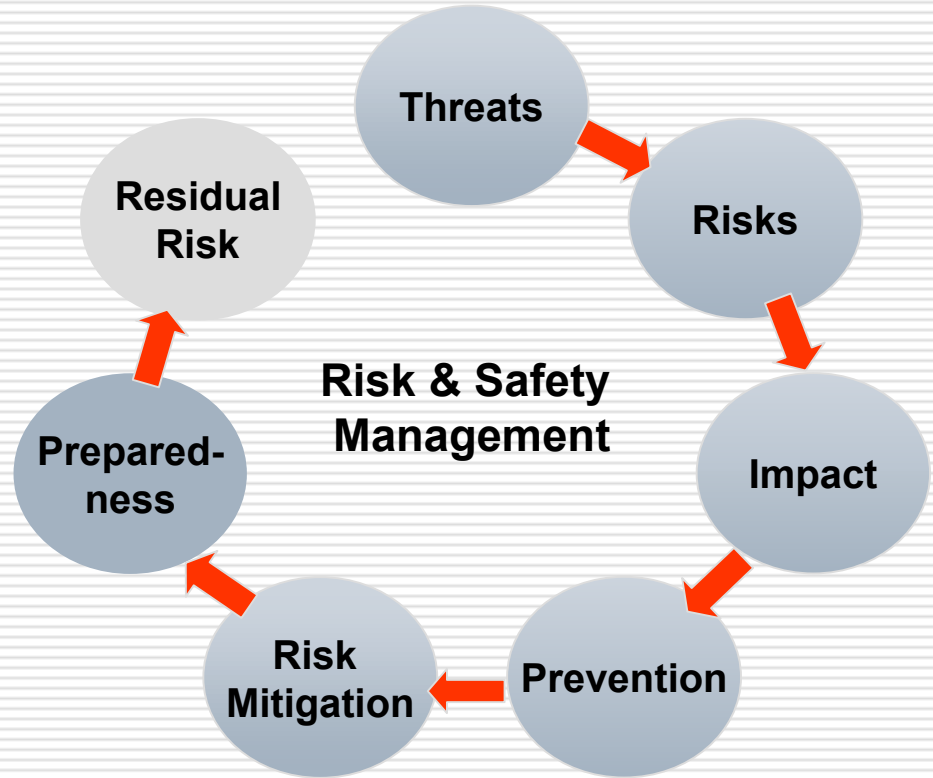 Threats
Risks
Impact
Prevention
Risk
Mitigation
Prepared-
ness
Residual
Risk
Risk & Safety
Management